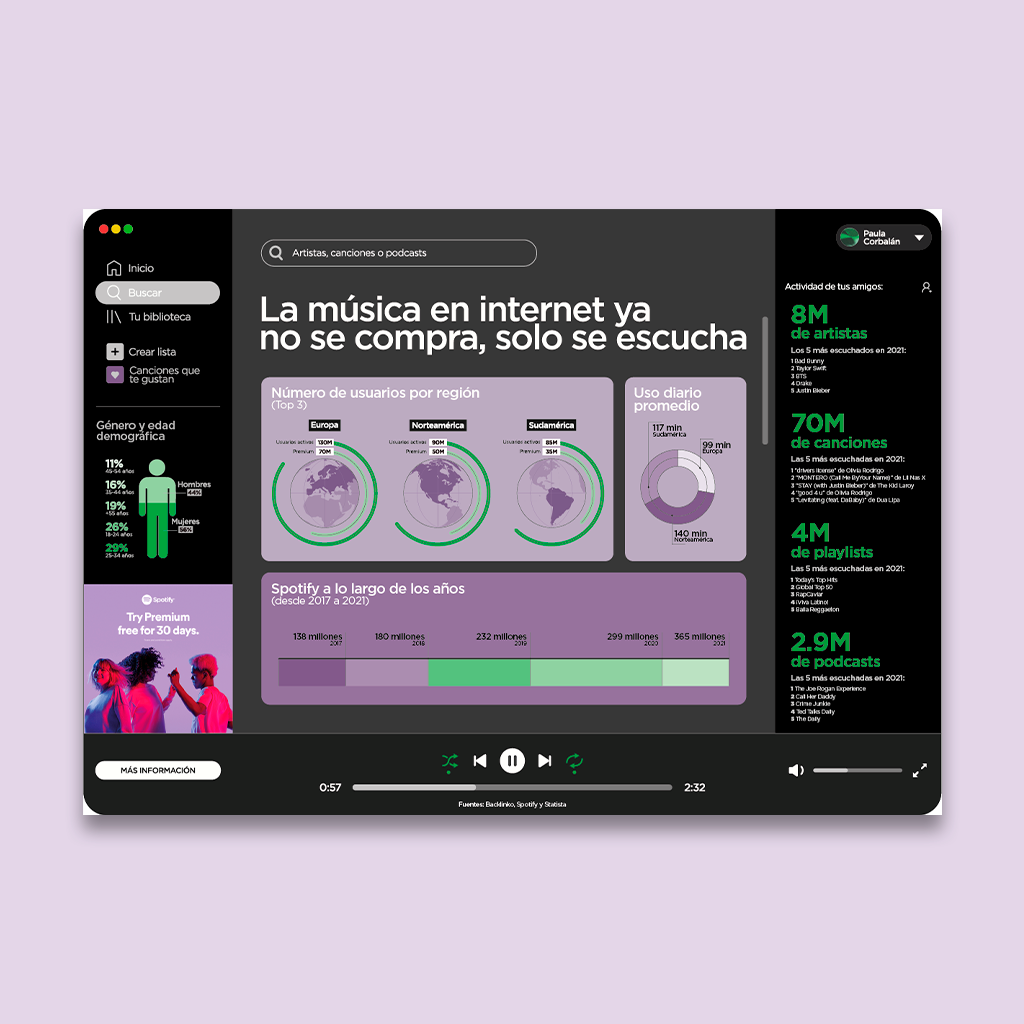 Inicio
Buscar
Tu biblioteca
Crear lista
Canciones que
te gustan
Género y edad
demográfica
11%
45-54 años
16%
35-44 años
19%
+55 años
26%
18-24 años
29%
25-34 años
Hombres
44%
Mujeres
56%
Spotify
Try Premium
free for 30 days.
MÁS INFORMACIÓN
Artistas, canciones o podcasts
La música en internet ya
no se compra, solo se escucha
Número de usuarios por región
(Top 3)
Europa
Usuarios activos 130M
Premium 70M
Norteamérica
Usuarios activos 90M
Premium 50M
Sudamérica
Usuarios activos 85M
Premium 35M
Uso diario
promedio
117 min
Sudamérica
99 min
Europa
140 min
Norteamérica
Spotify a lo largo de los años
(desde 2017 a 2021)
138 millones
2017
180 millones
2018
232 millones
2019
299 millones
2020
365 millones
2021
Paula
Corbalán
Actividad de tus amigos:
8M
de artistas
Los 5 más escuchados en 2021:
1 Bad Bunny
2 Taylor Swift
3 BTS
4 Drake
5 Justin Bieber
70M
de canciones
Las 5 más escuchadas en 2021:
1 "drivers license" de Olivia Rodrigo
2 "MONTERO (Call Me ByYour Name)" de Lil Nas X
3 "STAY (with Justin Bieber)" de The Kid Laroy
4 "good 4 u" de Olivia Rodrigo
5 "Levitating (feat. DaBaby)" de Dua Lipa
4M
de playlists
Las 5 más escuchadas en 2021:
1 Today's Top Hits
2 Global Top 50
3 RapCaviar
4 ¡Viva Latino!
5 Baila Reggaeton
2.9M
de podcasts
Las 5 más escuchadas en 2021:
1 The Joe Rogan Experience
2 Call Her Daddy
3 Crime Junkie
4 Ted Talks Daily
5 The Daily
0:57
2:32
Fuentes: Backlinko, Spotify y Statista